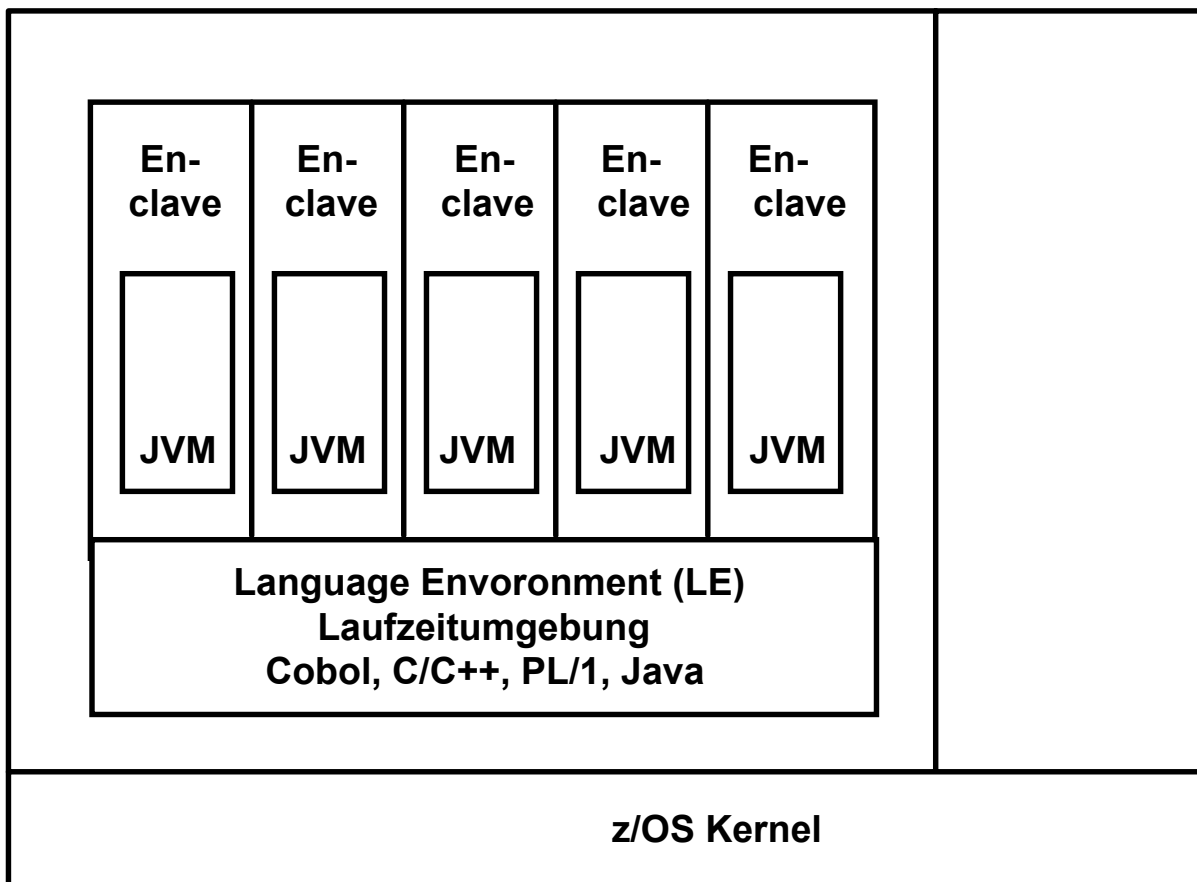 En- En- En- En- En-
clave clave clave clave clave
JVM JVM JVM JVM JVM
Language Envoronment (LE)
Laufzeitumgebung
Cobol, C/C++, PL/1, Java
z/OS Kernel